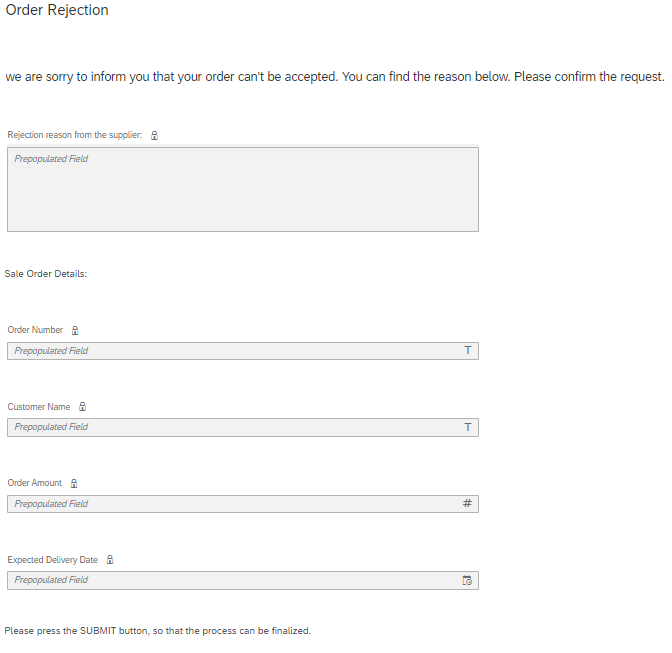 Order Rejection
we are sorry to inform you that your order can't be accepted. You can find the reason below. Please confirm the request.
Rejection reason from the supplier:
Prepopulated Field
Sale Order Details:
Order Number
Prepopulated Field T
Customer Name
Prepopulated Field T
Order Amount
Prepopulated Field #
Expected Delivery Date
Prepopulated Field
Please press the SUBMIT button, so that the process can be finalized.